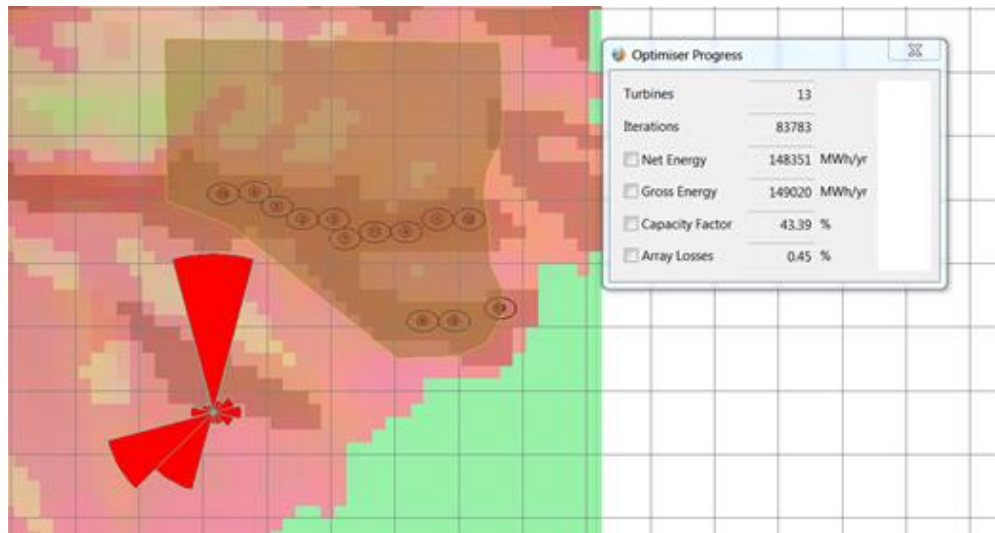 Optimiser Progress
Turbines 13
Iterations 83783
Net Energy 148351 MWh/yr
Gross Energy 149020 MWh/yr
Capacity Factor 43.39 %
Array Losses 0.45 %